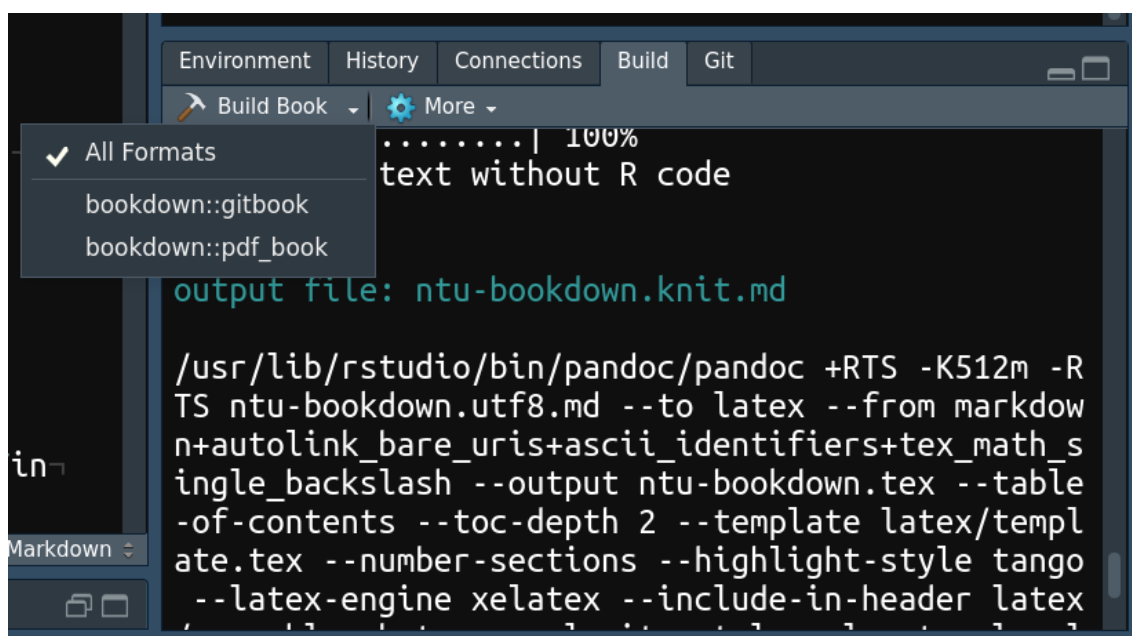 Environment History Connections Build Git
Build Book More
All Formats
bookdown::gitbook
bookdown::pdf_book
........| 100%
text without R code
output file: ntu-bookdown.knit.md
/usr/lib/rstudio/bin/pandoc/pandoc +RTS -K512m -R
TS ntu-bookdown.utf8.md --to latex --from markdow
n+autolink_bare_uris+ascii_identifiers+tex_math_s
ingle_backslash --output ntu-bookdown.tex --table
-of-contents --toc-depth 2 --template latex/templ
ate.tex --number-sections --highlight-style tango
--latex-engine xelatex --include-in-header latex
in¬
Markdown